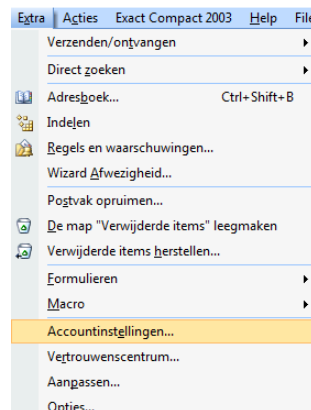 Extra Acties Exact Compact 2003 Help File
Verzenden/ontvangen
Direct zoeken
Adresboek... Ctrl+Shift+B
Indelen
Regels en waarschuwingen...
Wizard Afwezigheid...
Postvak opruimen...
De map "Verwijderde items" leegmaken
Verwijderde items herstellen...
Formulieren
Macro
Accountinstellingen...
Vertrouwenscentrum...
Aanpassen...
Opties...